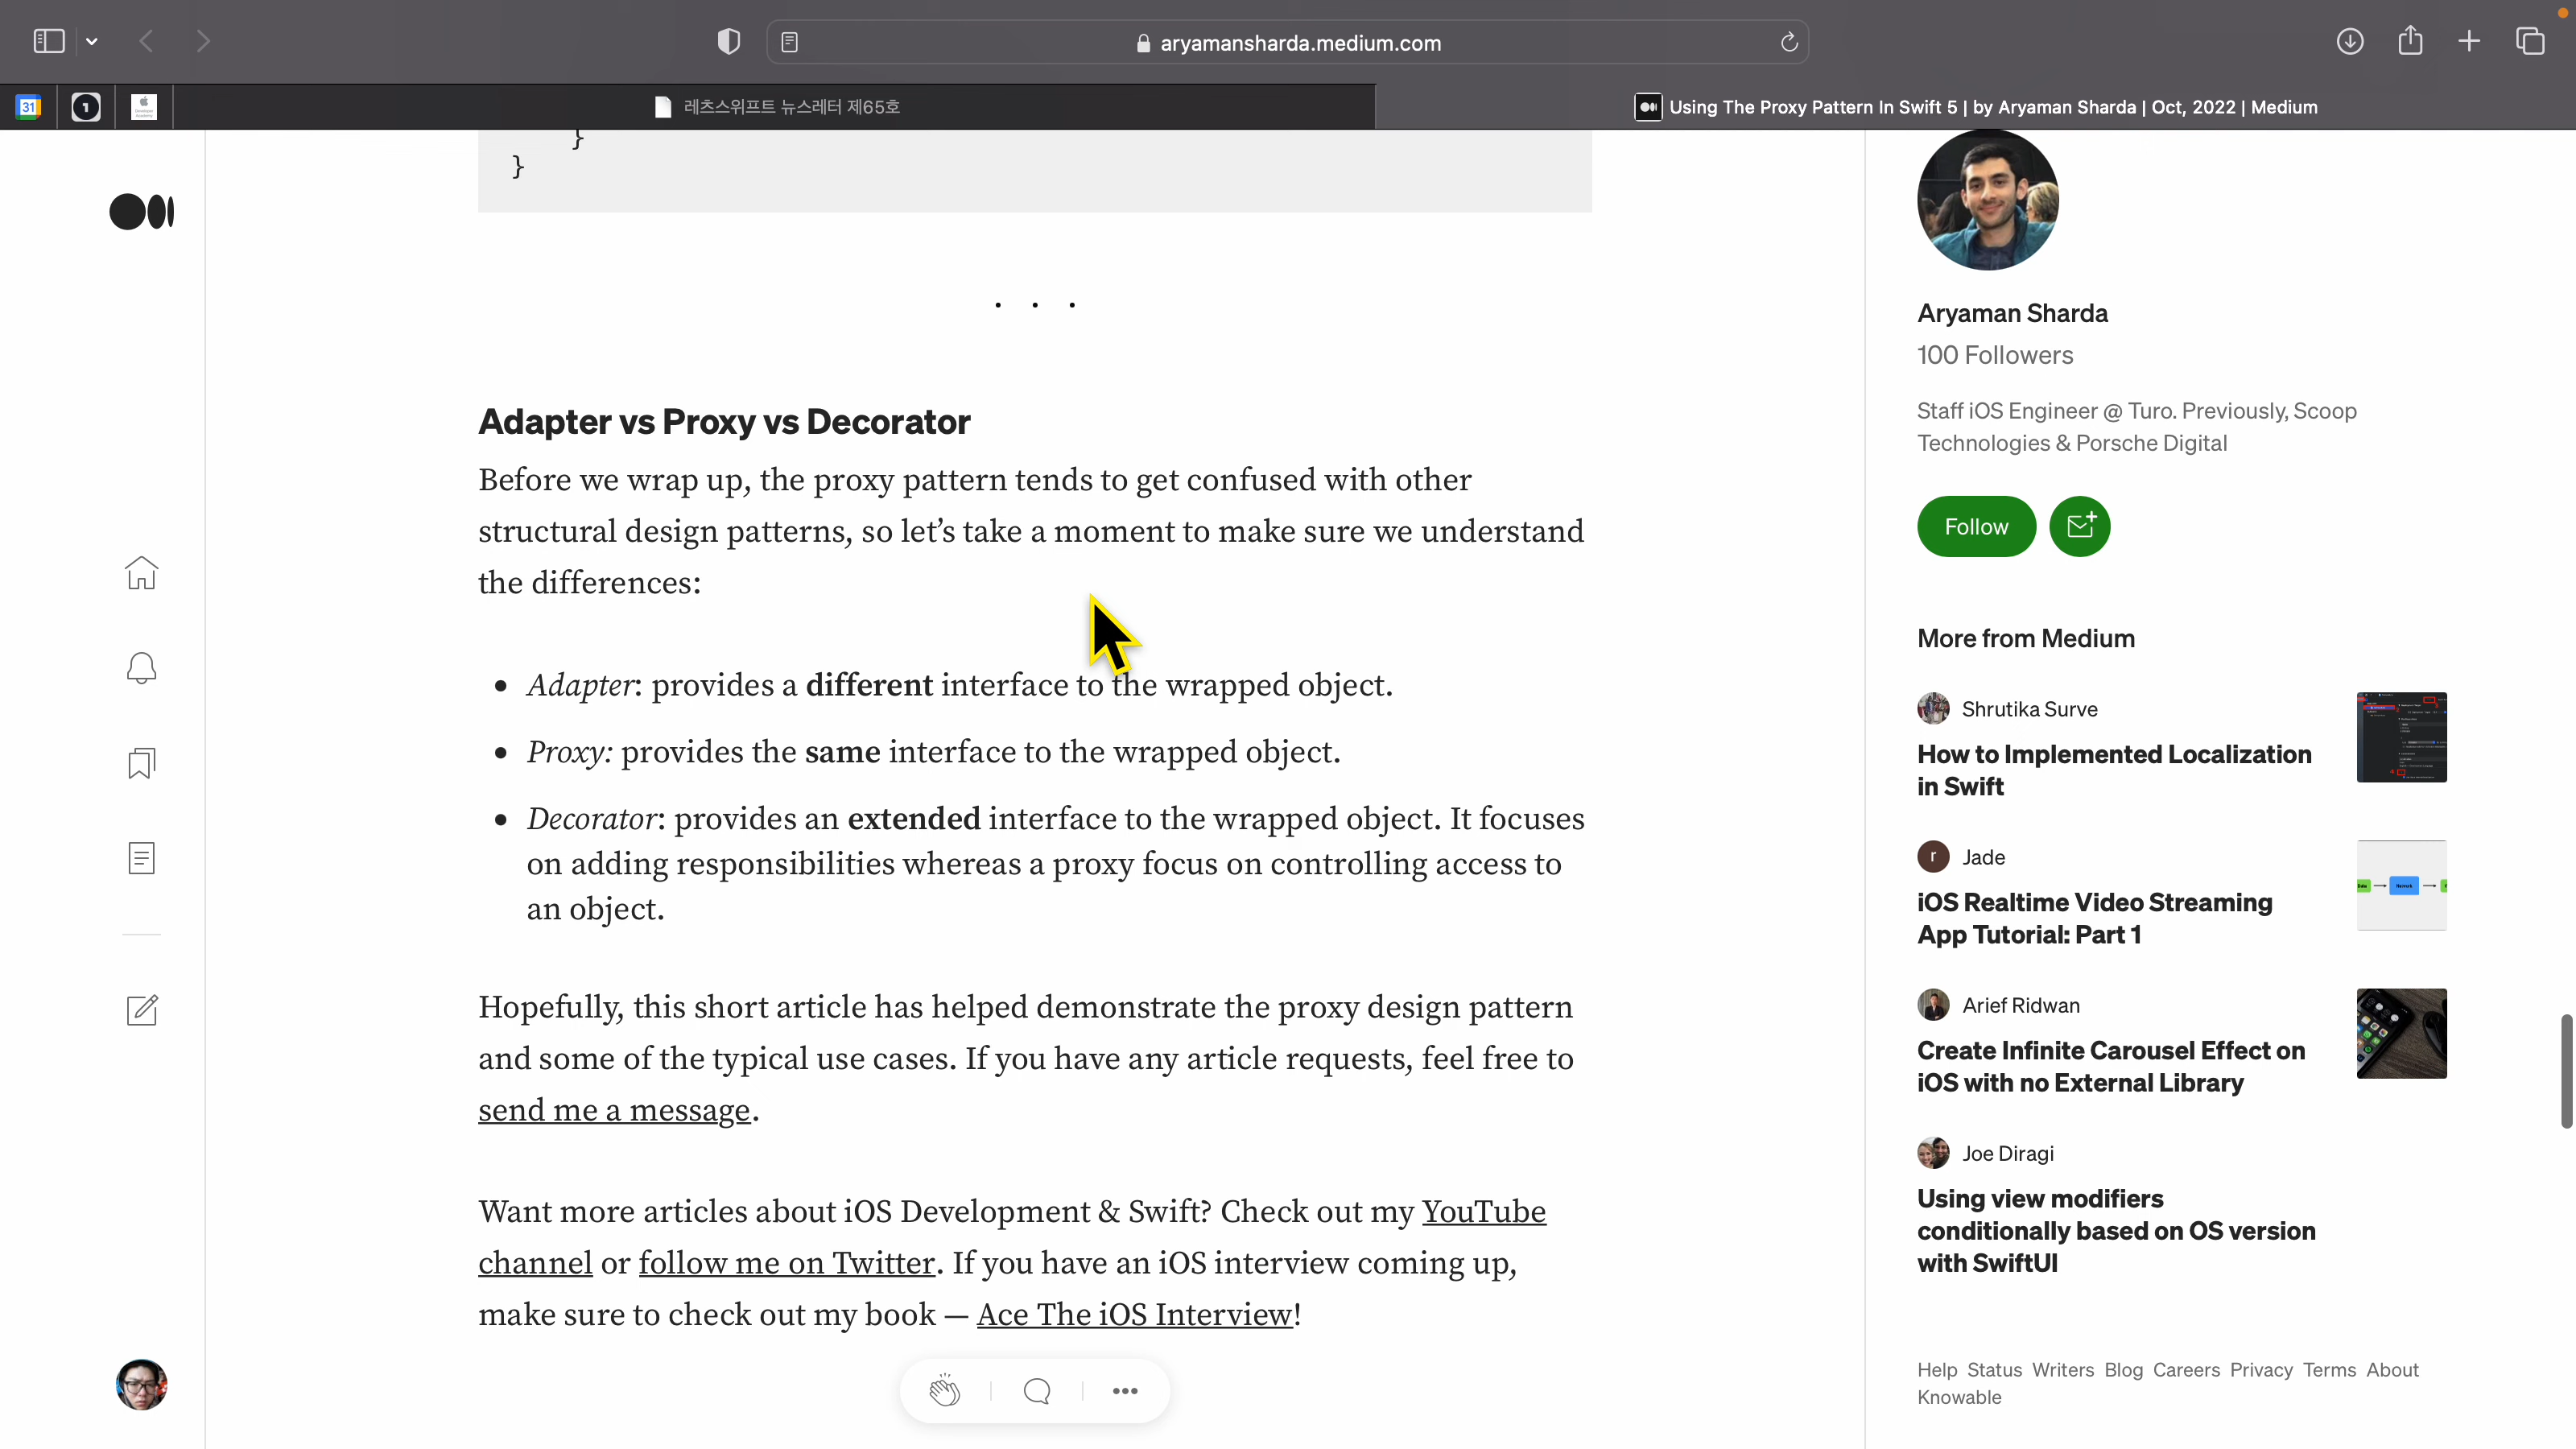 aryamansharda.medium.com
31
1
레츠스위프트 뉴스레터 제65호
Using The Proxy Pattern In Swift 5 | by Aryaman Sharda | Oct, 2022 | Medium
}
}
. . .
Adapter vs Proxy vs Decorator
Before we wrap up, the proxy pattern tends to get confused with other
structural design patterns, so let’s take a moment to make sure we understand
the differences:
• Adapter: provides a different interface to the wrapped object.
• Proxy: provides the same interface to the wrapped object.
• Decorator: provides an extended interface to the wrapped object. It focuses
on adding responsibilities whereas a proxy focus on controlling access to
an object.
Hopefully, this short article has helped demonstrate the proxy design pattern
and some of the typical use cases. If you have any article requests, feel free to
send me a message.
Want more articles about iOS Development & Swift? Check out my YouTube
channel or follow me on Twitter. If you have an iOS interview coming up,
make sure to check out my book — Ace The iOS Interview!
Aryaman Sharda
100 Followers
Staff iOS Engineer @ Turo. Previously, Scoop
Technologies & Porsche Digital
Follow
More from Medium
Shrutika Surve
How to Implemented Localization
in Swift
r
Jade
iOS Realtime Video Streaming
App Tutorial: Part 1
Arief Ridwan
Create Infinite Carousel Effect on
iOS with no External Library
Joe Diragi
Using view modifiers
conditionally based on OS version
with SwiftUI
Help Status Writers Blog Careers Privacy Terms About
Knowable